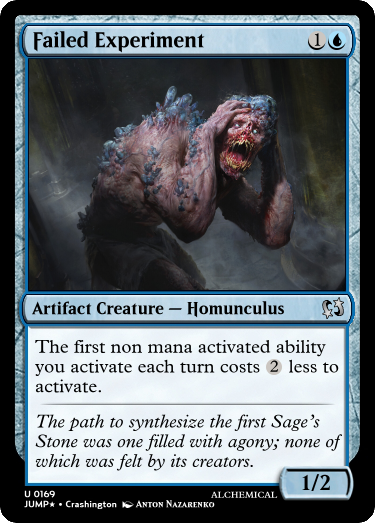 Failed Experiment 1
Artifact Creature — Homunculus
The first non mana activated ability
you activate each turn costs 2 less to
activate.
The path to synthesize the first Sage's
Stone was one filled with agony; none of
which was felt by its creators.
1/2
U 0169 ALCHEMICAL
JUMP★ • Crashington Anton Nazarenko